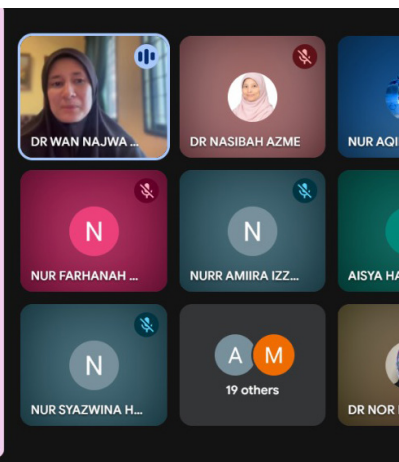 DR WAN NAJWA ...
DR NASIBAH AZME
NUR AQI
N
N
NUR FARHANAH ...
NURR AMIIRA IZZ...
AISYA HA
N
A M
19 others
NUR SYAZWINA H...
DR NOR